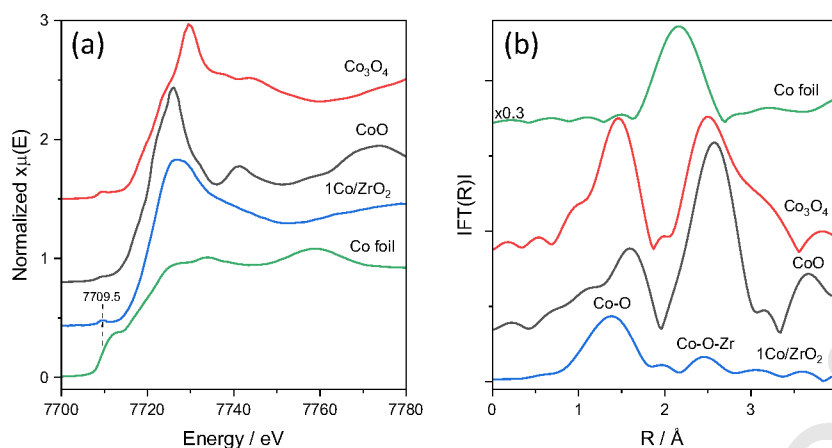 (a)
Normalized xμ(E)
3
2
1
0
Co₃O₄
CoO
1Co/ZrO₂
Co foil
7709.5
7700 7720 7740 7760 7780
Energy / eV
(b)
IFT(R)I
x0.3
Co foil
Co₃O₄
CoO
Co-O
Co-O-Zr
1Co/ZrO₂
0 1 2 3
R / Å